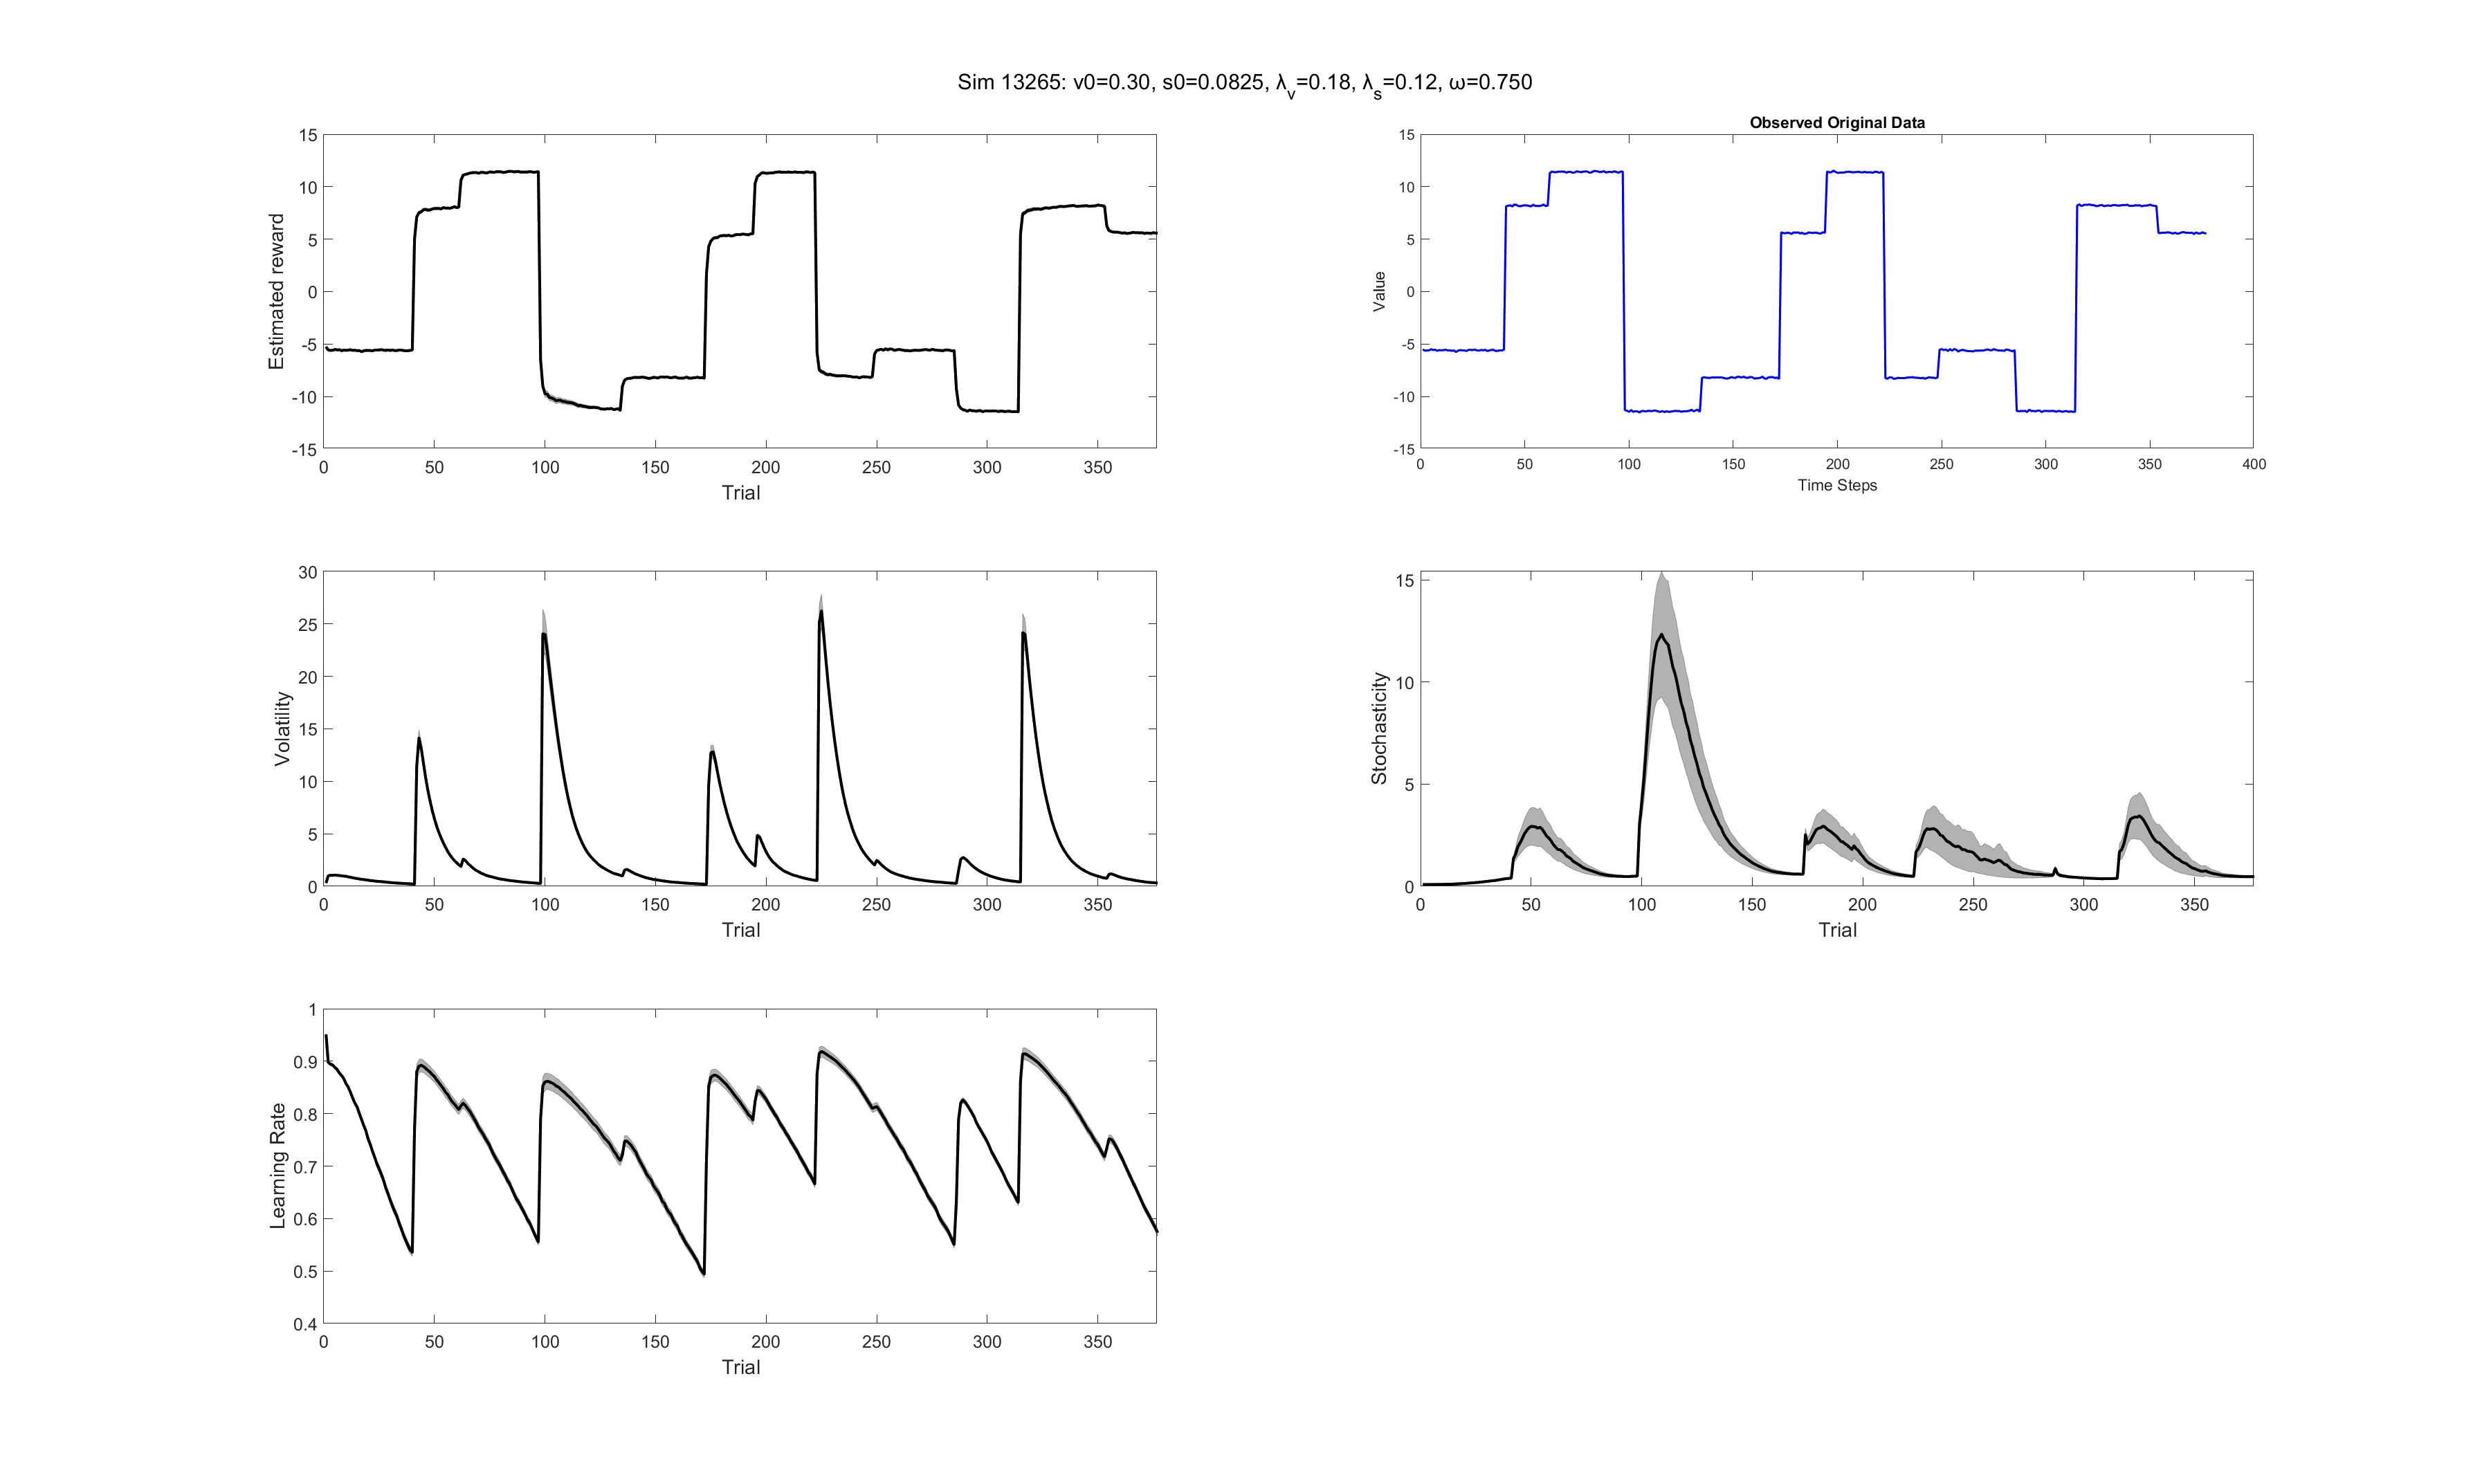 Sim 13265: v0=0.30, s0=0.0825, λv=0.18, λs=0.12, ω=0.750
15
10
5
0
-5
-10
-15
Estimated reward
0 50 100 150 200 250 300 350
Trial
Observed Original Data
15
10
5
0
-5
-10
-15
Value
0 50 100 150 200 250 300 350 400
Time Steps
30
25
20
15
10
5
0
Volatility
0 50 100 150 200 250 300 350
Trial
15
10
5
0
Stochasticity
0 50 100 150 200 250 300 350
Trial
1
0.9
0.8
0.7
0.6
0.5
0.4
Learning Rate
0 50 100 150 200 250 300 350
Trial